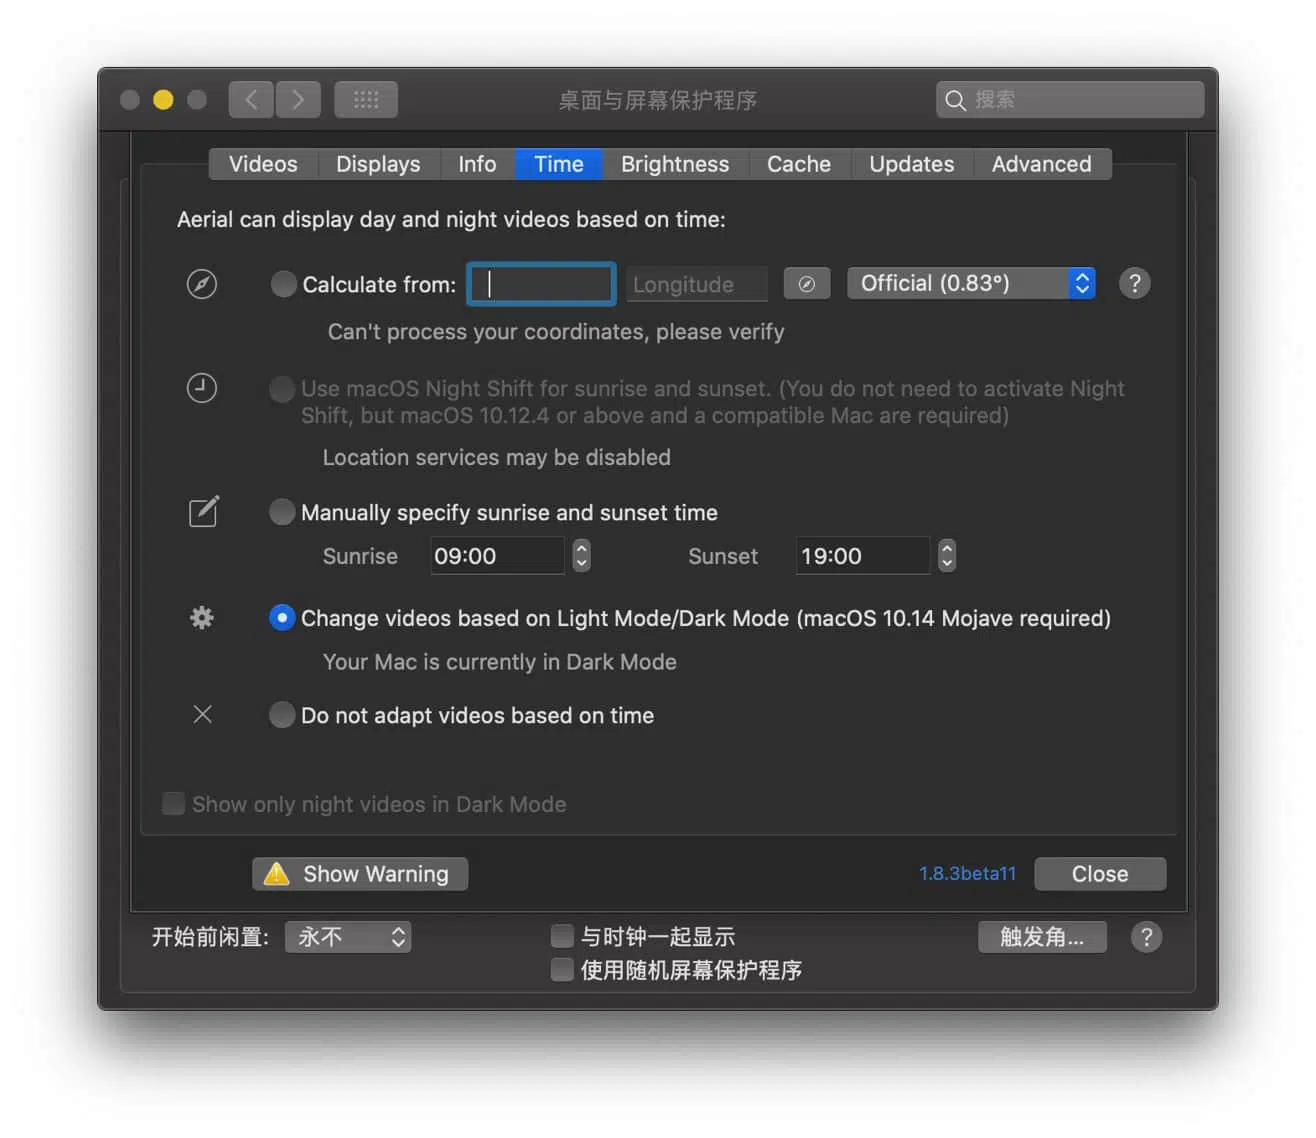 桌面与屏幕保护程序
搜索
Videos Displays Info Time Brightness Cache Updates Advanced
Aerial can display day and night videos based on time:
Calculate from: Longitude Official (0.83°) ?
Can't process your coordinates, please verify
Use macOS Night Shift for sunrise and sunset. (You do not need to activate Night
Shift, but macOS 10.12.4 or above and a compatible Mac are required)
Location services may be disabled
Manually specify sunrise and sunset time
Sunrise 09:00 Sunset 19:00
Change videos based on Light Mode/Dark Mode (macOS 10.14 Mojave required)
Your Mac is currently in Dark Mode
Do not adapt videos based on time
Show only night videos in Dark Mode
Show Warning 1.8.3beta11 Close
开始前闲置: 永不 与时钟一起显示 触发角... ?
使用随机屏幕保护程序